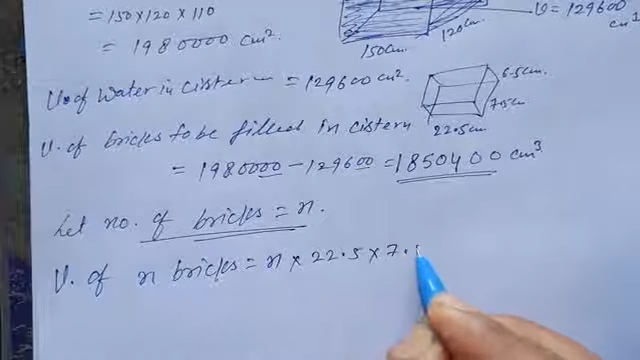 = 150 × 120 × 110
= 1980000 cm².
V = 129600 cm³
150cm
120cm
V. of water in cistern = 129600 cm².
6.5cm.
7.5cm
22.5cm
V. of bricks to be filled in cistern
= 1980000 - 129600 = 1850400 cm³
Let no. of bricks = n.
V. of n bricks = n × 22.5 × 7.